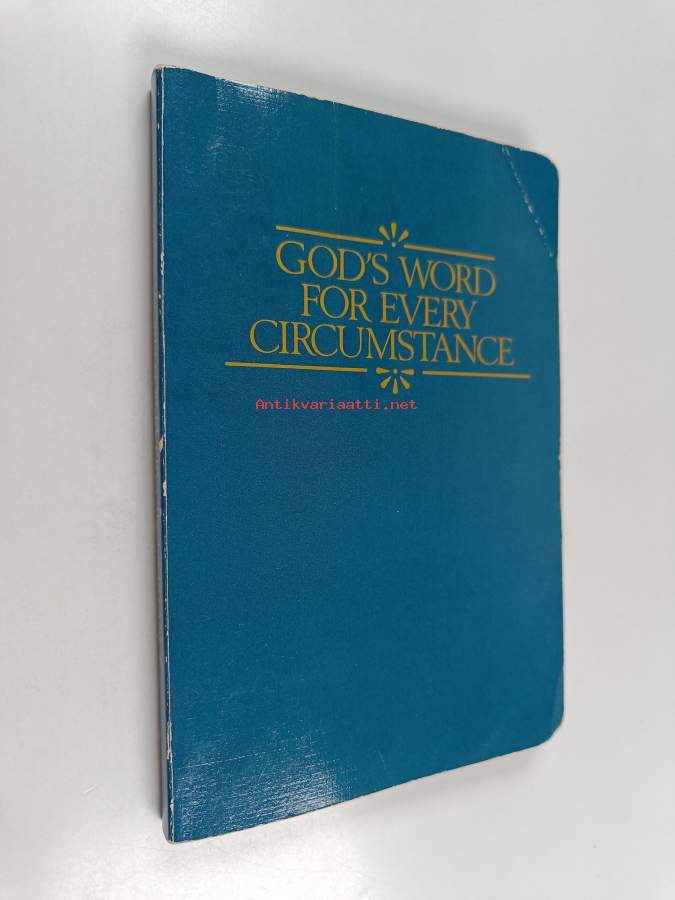 GOD'S WORD
FOR EVERY
CIRCUMSTANCE
Antikvariaatti.net